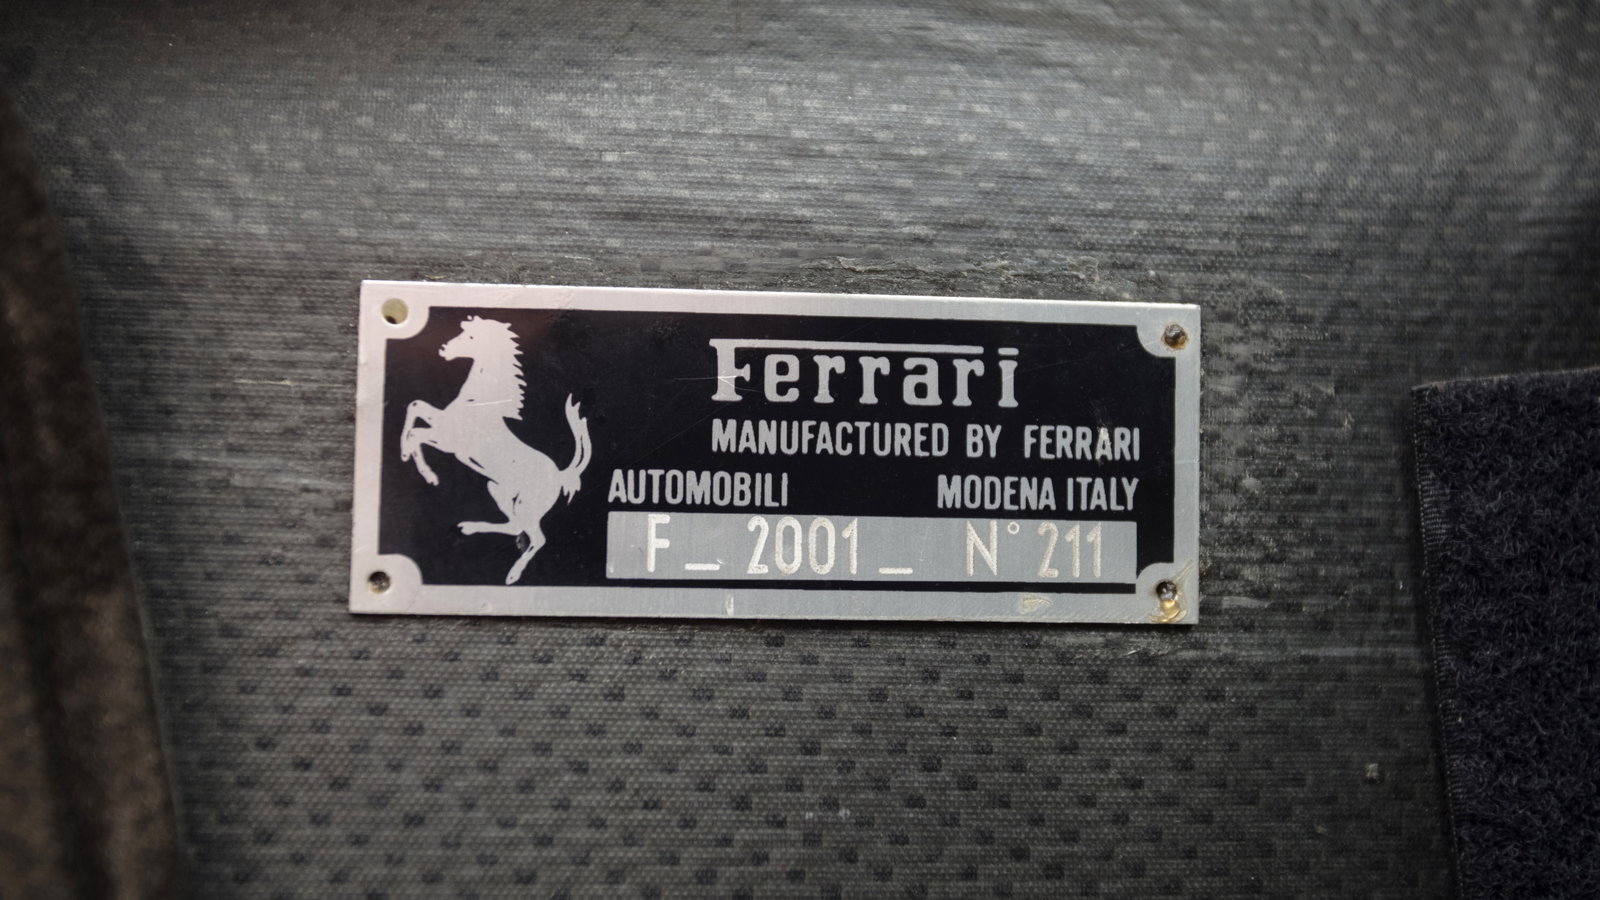 Ferrari
MANUFACTURED BY FERRARI
AUTOMOBILI MODENA ITALY
F_ 2001_ N° 211